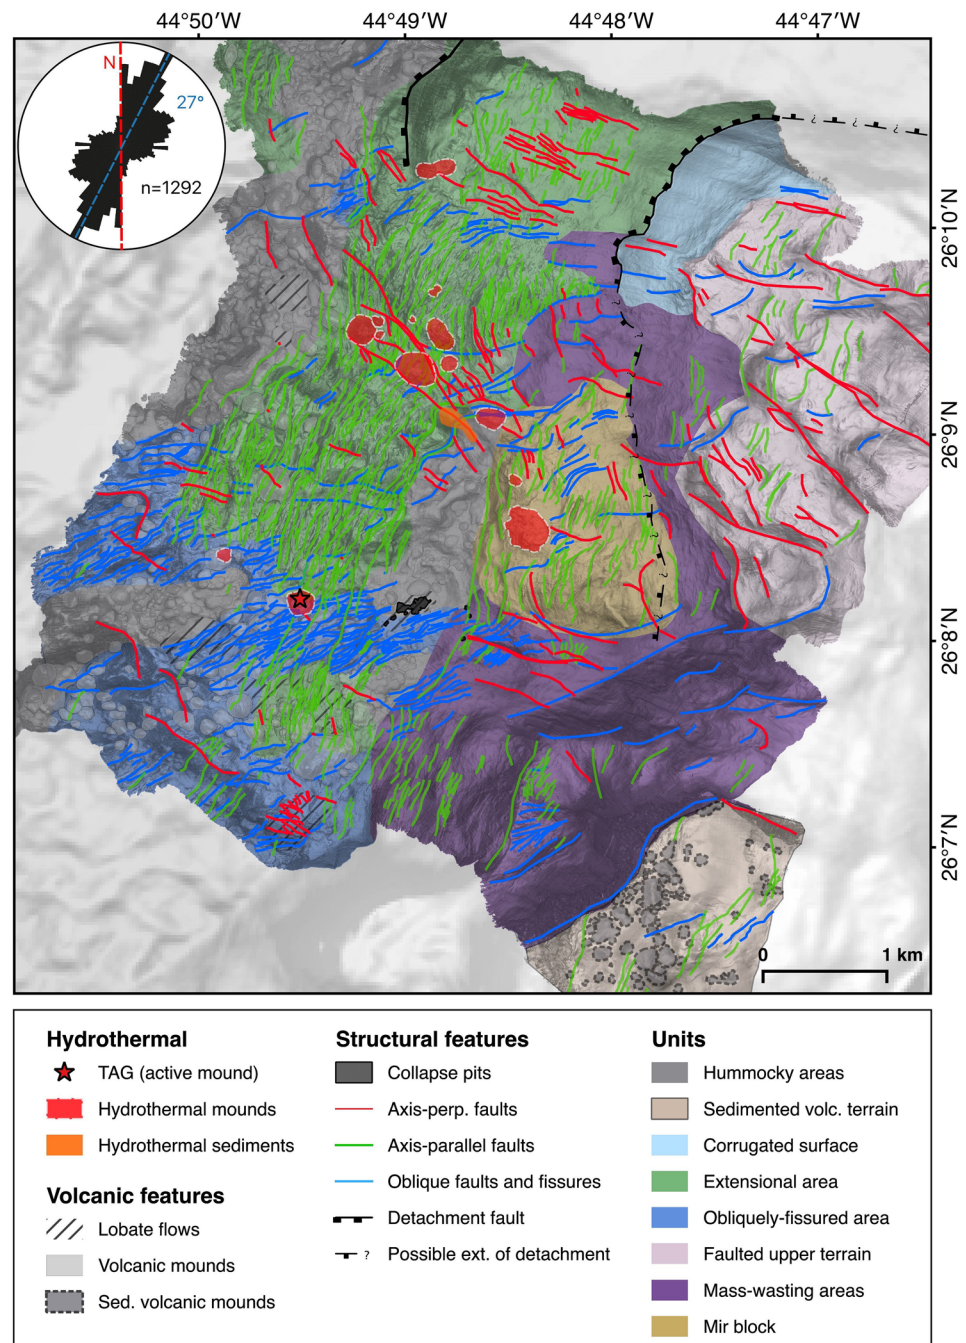 44°50′W 44°49′W 44°48′W 44°47′W
N
27°
n=1292
? ? ? ?
26°10′N
?
?
?
26°9′N
?
?
?
26°8′N
26°7′N
0 1 km
Hydrothermal
TAG (active mound)
Hydrothermal mounds
Hydrothermal sediments
Volcanic features
Lobate flows
Volcanic mounds
Sed. volcanic mounds
Structural features
Collapse pits
Axis-perp. faults
Axis-parallel faults
Oblique faults and fissures
Detachment fault
? Possible ext. of detachment
Units
Hummocky areas
Sedimented volc. terrain
Corrugated surface
Extensional area
Obliquely-fissured area
Faulted upper terrain
Mass-wasting areas
Mir block